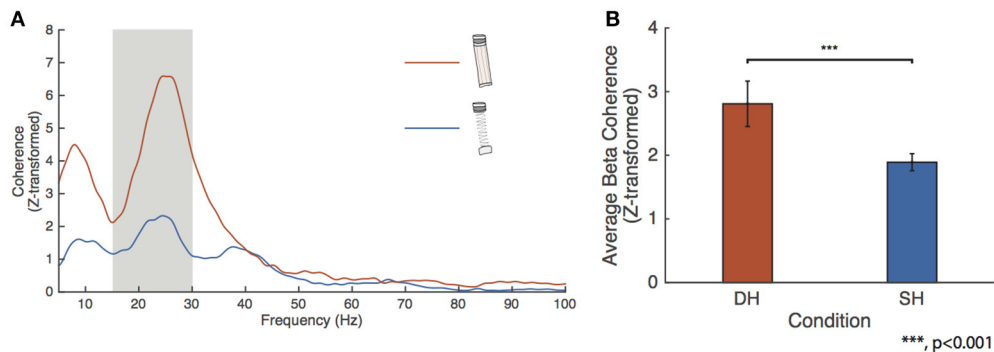 A
8
7
6
5
4
3
2
1
0
Coherence
(Z-transformed)
10 20 30 40 50 60 70 80 90 100
Frequency (Hz)
B
4
3
2
1
0
Average Beta Coherence
(Z-transformed)
***
DH SH
Condition
***, p<0.001